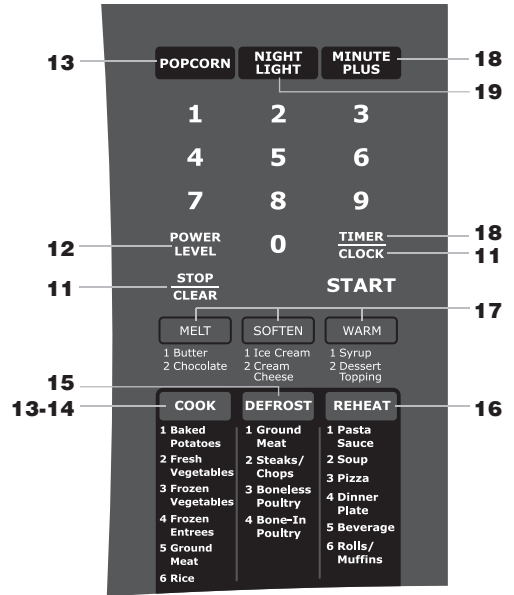 13 POPCORN NIGHT LIGHT MINUTE PLUS 18
19
1 2 3
4 5 6
7 8 9
12 POWER LEVEL 0 TIMER CLOCK 18 11
11 STOP CLEAR START
17
MELT SOFTEN WARM
1 Butter
2 Chocolate
1 Ice Cream
2 Cream
Cheese
1 Syrup
2 Dessert
Topping
15
13-14 COOK DEFROST REHEAT 16
1 Baked
Potatoes
2 Fresh
Vegetables
3 Frozen
Vegetables
4 Frozen
Entrees
5 Ground
Meat
6 Rice
1 Ground
Meat
2 Steaks/
Chops
3 Boneless
Poultry
4 Bone-In
Poultry
1 Pasta
Sauce
2 Soup
3 Pizza
4 Dinner
Plate
5 Beverage
6 Rolls/
Muffins